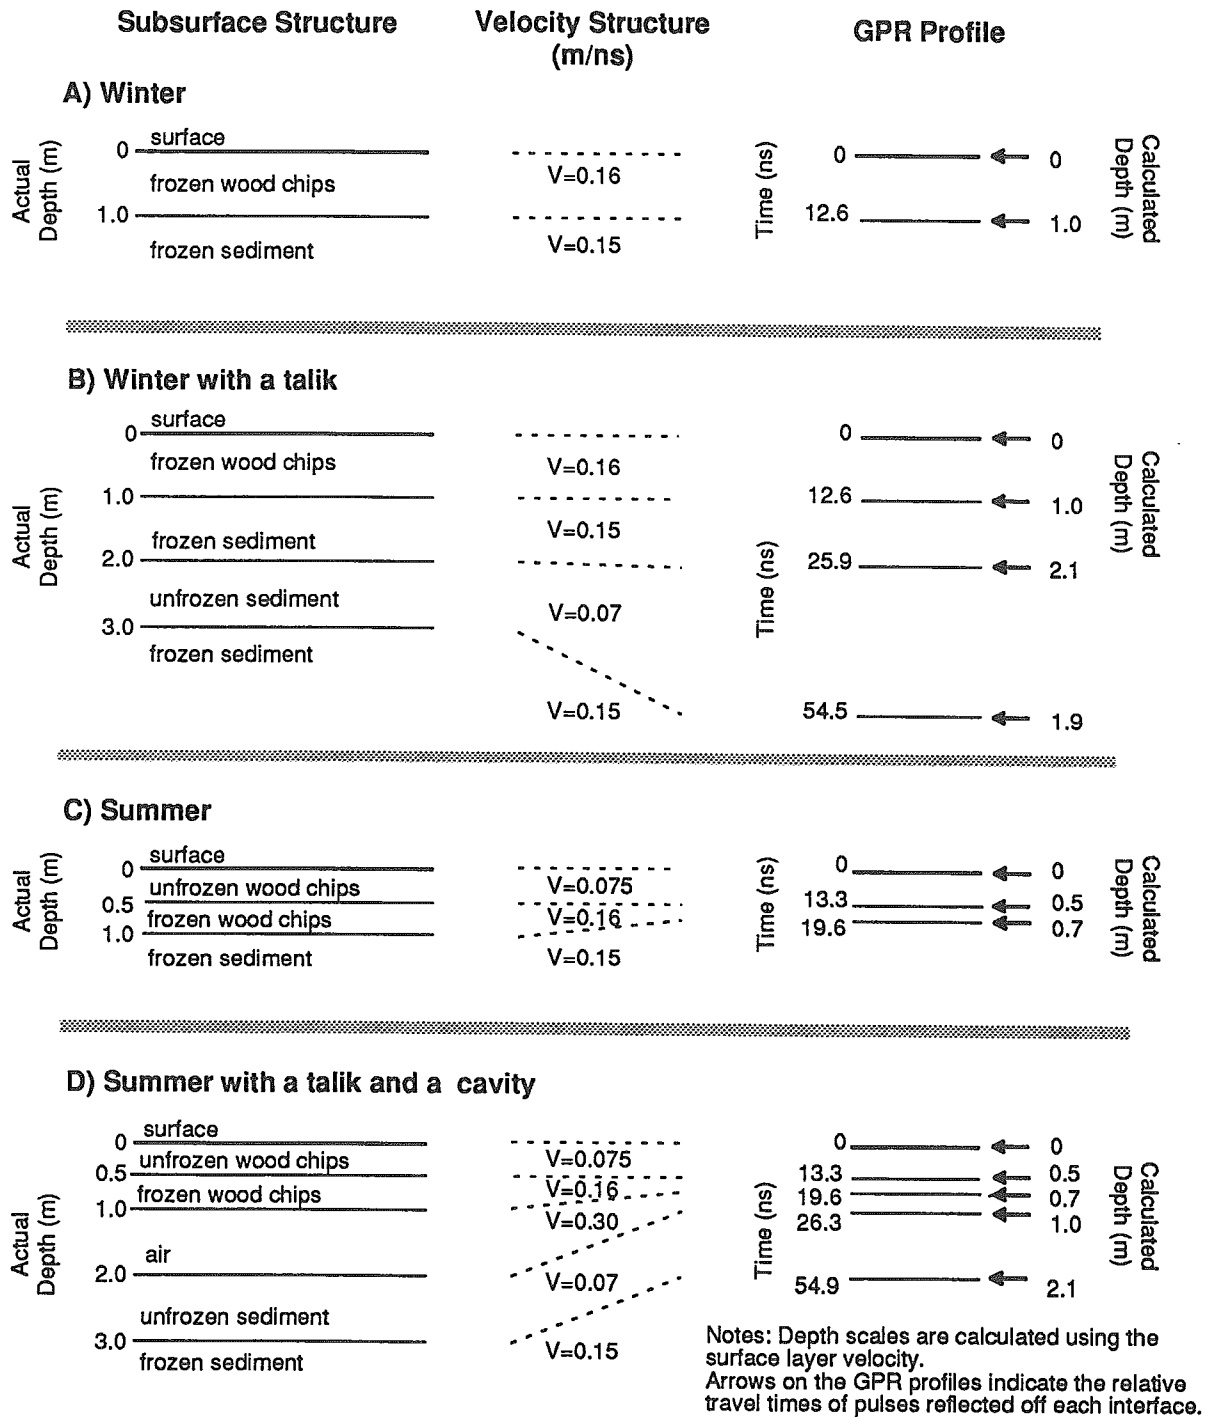 Subsurface Structure
Velocity Structure
(m/ns)
GPR Profile
A) Winter
Actual
Depth (m)
surface
0
frozen wood chips
1.0
frozen sediment
V=0.16
V=0.15
Time (ns)
0
12.6
0
1.0
Calculated
Depth (m)
B) Winter with a talik
Actual
Depth (m)
surface
0
frozen wood chips
1.0
frozen sediment
2.0
unfrozen sediment
3.0
frozen sediment
V=0.16
V=0.15
V=0.07
V=0.15
Time (ns)
0
12.6
25.9
54.5
0
1.0
2.1
1.9
Calculated
Depth (m)
C) Summer
Actual
Depth (m)
surface
0
unfrozen wood chips
0.5
frozen wood chips
1.0
frozen sediment
V=0.075
V=0.16
V=0.15
Time (ns)
0
13.3
19.6
0
0.5
0.7
Calculated
Depth (m)
D) Summer with a talik and a cavity
Actual
Depth (m)
surface
0
unfrozen wood chips
0.5
frozen wood chips
1.0
air
2.0
unfrozen sediment
3.0
frozen sediment
V=0.075
V=0.16
V=0.30
V=0.07
V=0.15
Time (ns)
0
13.3
19.6
26.3
54.9
0
0.5
0.7
1.0
2.1
Calculated
Depth (m)
Notes: Depth scales are calculated using the
surface layer velocity.
Arrows on the GPR profiles indicate the relative
travel times of pulses reflected off each interface.